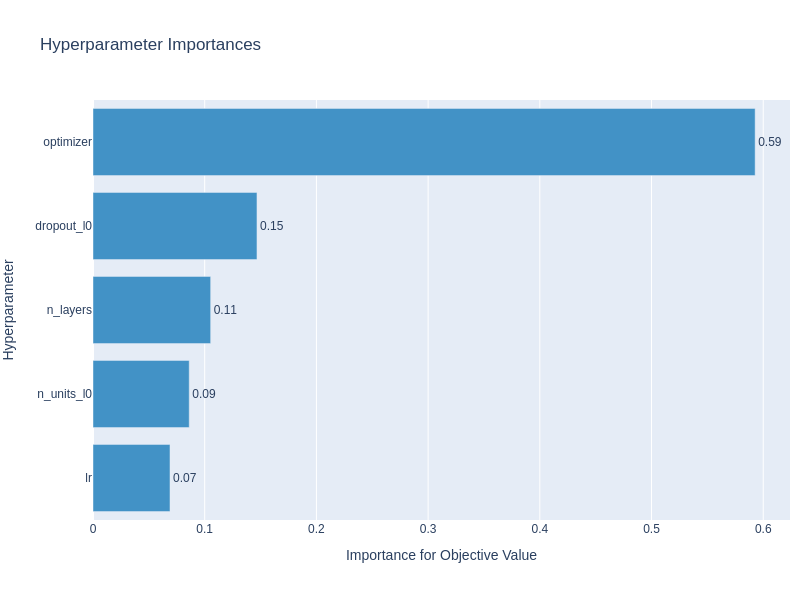 Hyperparameter Importances
optimizer
0.59
dropout_l0
0.15
n_layers
0.11
n_units_l0
0.09
lr
0.07
Hyperparameter
0
0.1
0.2
0.3
0.4
0.5
0.6
Importance for Objective Value